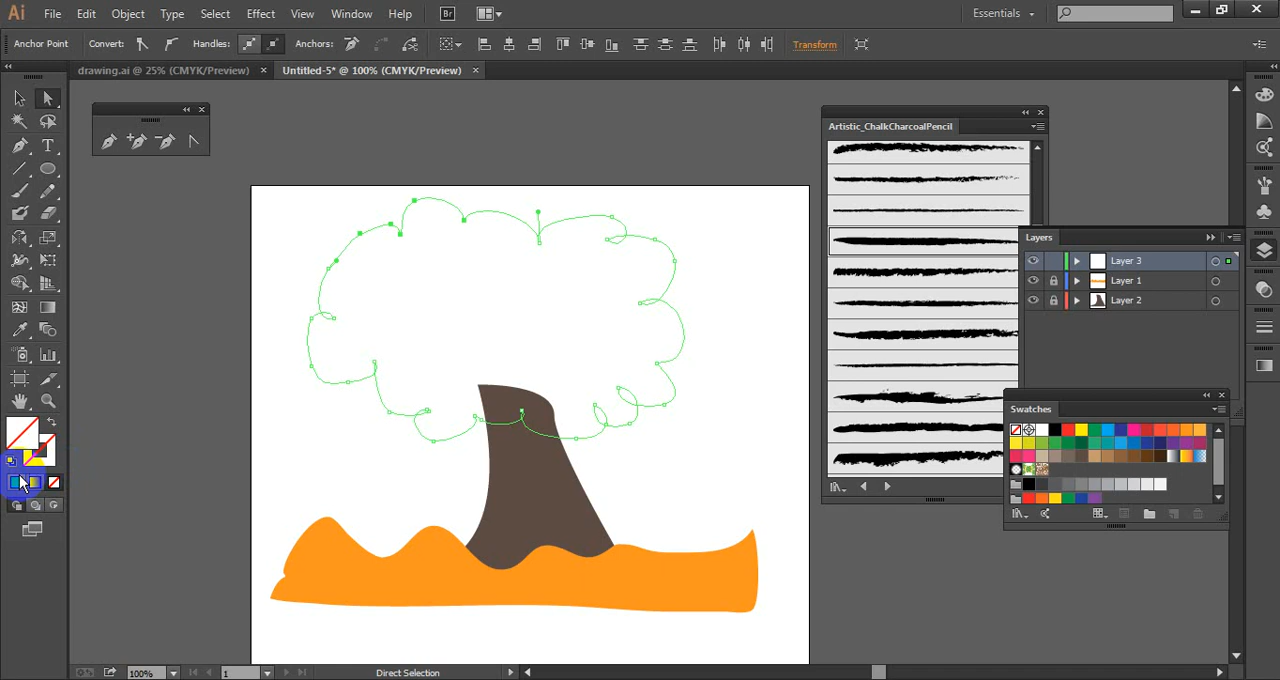 Ai File Edit Object Type Select Effect View Window Help Br Essentials
Anchor Point Convert: Handles: Anchors: Transform
drawing.ai @ 25% (CMYK/Preview) Untitled-5* @ 100% (CMYK/Preview)
Artistic_ChalkCharcoalPencil
Layers
Layer 3
Layer 1
Layer 2
Swatches
100% 1 Direct Selection